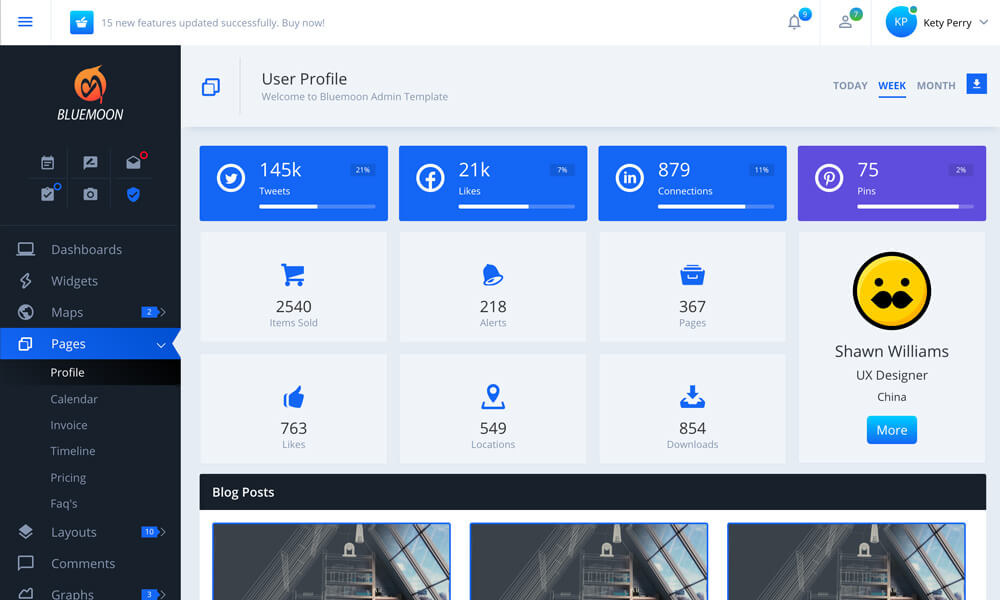 15 new features updated successfully. Buy now!
9
7
KP
Kety Perry
BLUEMOON
Dashboards
Widgets
Maps
2
Pages
Profile
Calendar
Invoice
Timeline
Pricing
Faq's
Layouts
10
Comments
Graphs
3
User Profile
Welcome to Bluemoon Admin Template
TODAY WEEK MONTH
145k
21%
Tweets
21k
7%
Likes
879
11%
Connections
75
2%
Pins
2540
Items Sold
218
Alerts
367
Pages
763
Likes
549
Locations
854
Downloads
Shawn Williams
UX Designer
China
More
Blog Posts